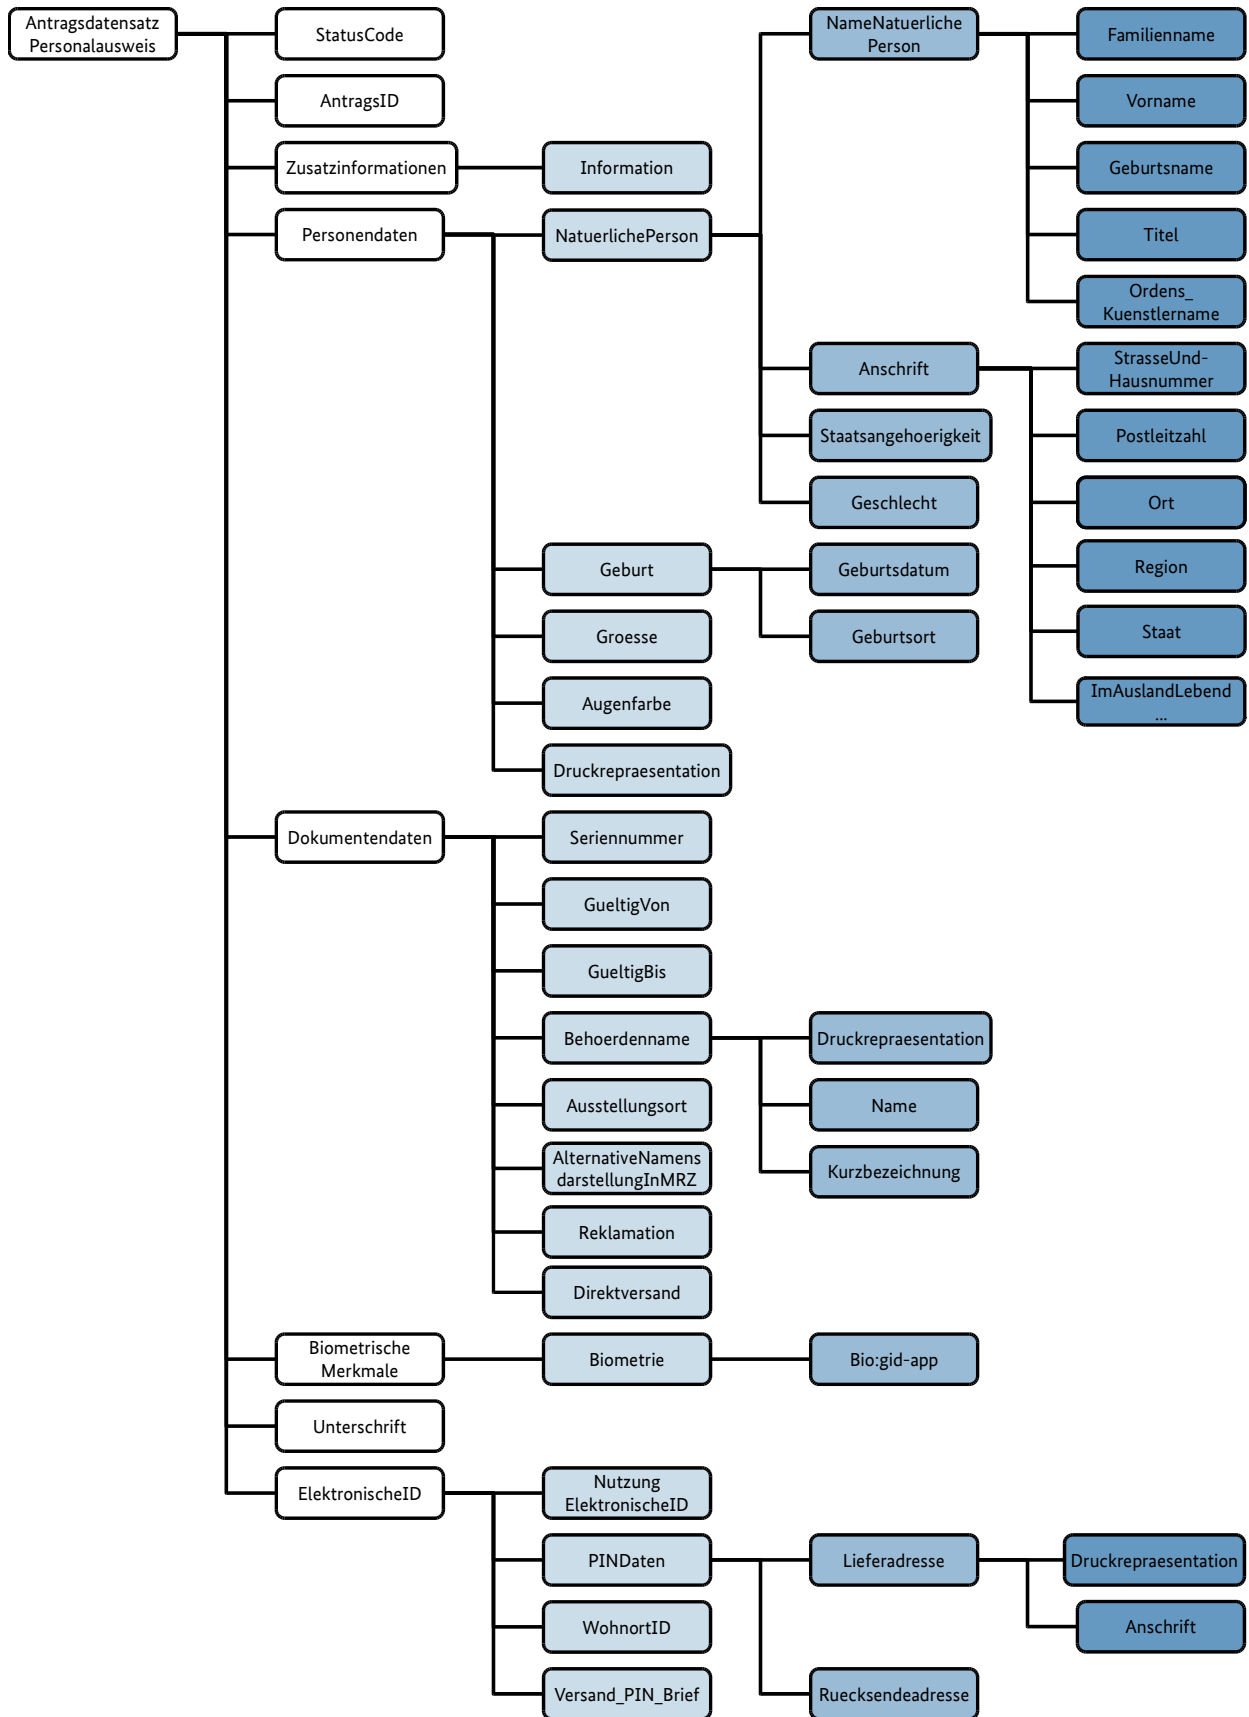 Antragsdatensatz
Personalausweis
StatusCode
NameNatuerliche
Person
Familienname
AntragsID
Vorname
Zusatzinformationen
Information
Geburtsname
Personendaten
NatuerlichePerson
Titel
Ordens_
Kuenstlername
Anschrift
StrasseUnd-
Hausnummer
Staatsangehoerigkeit
Postleitzahl
Geschlecht
Ort
Geburt
Geburtsdatum
Region
Groesse
Geburtsort
Staat
Augenfarbe
ImAuslandLebend
...
Druckrepraesentation
Dokumentendaten
Seriennummer
GueltigVon
GueltigBis
Behoerdenname
Druckrepraesentation
Ausstellungsort
Name
AlternativeNamens
darstellungInMRZ
Kurzbezeichnung
Reklamation
Direktversand
Biometrische
Merkmale
Biometrie
Bio:gid-app
Unterschrift
ElektronischeID
Nutzung
ElektronischeID
PINDaten
Lieferadresse
Druckrepraesentation
WohnortID
Anschrift
Versand_PIN_Brief
Ruecksendeadresse